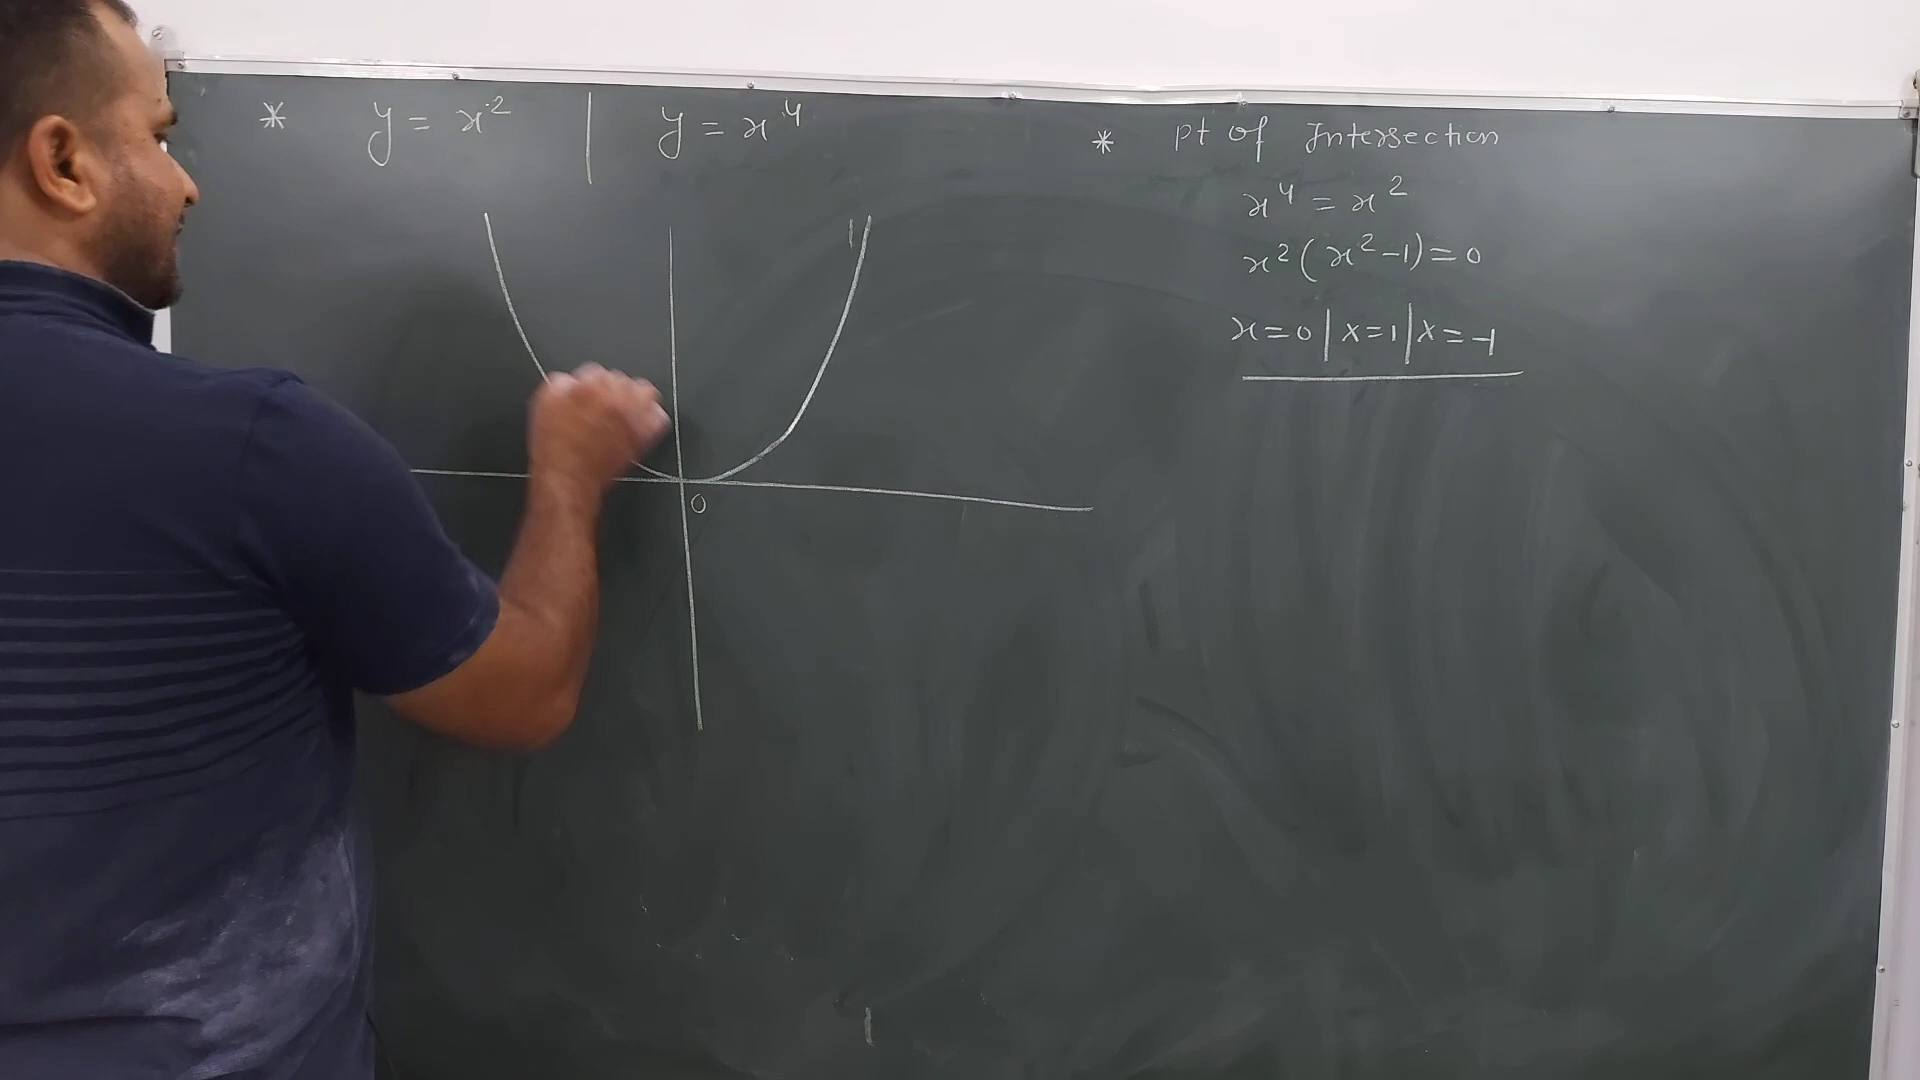 * y = x² | y = x⁴
* Pt of Intersection
x⁴ = x²
x²(x²-1)=0
x=0|x=1|x=-1
0